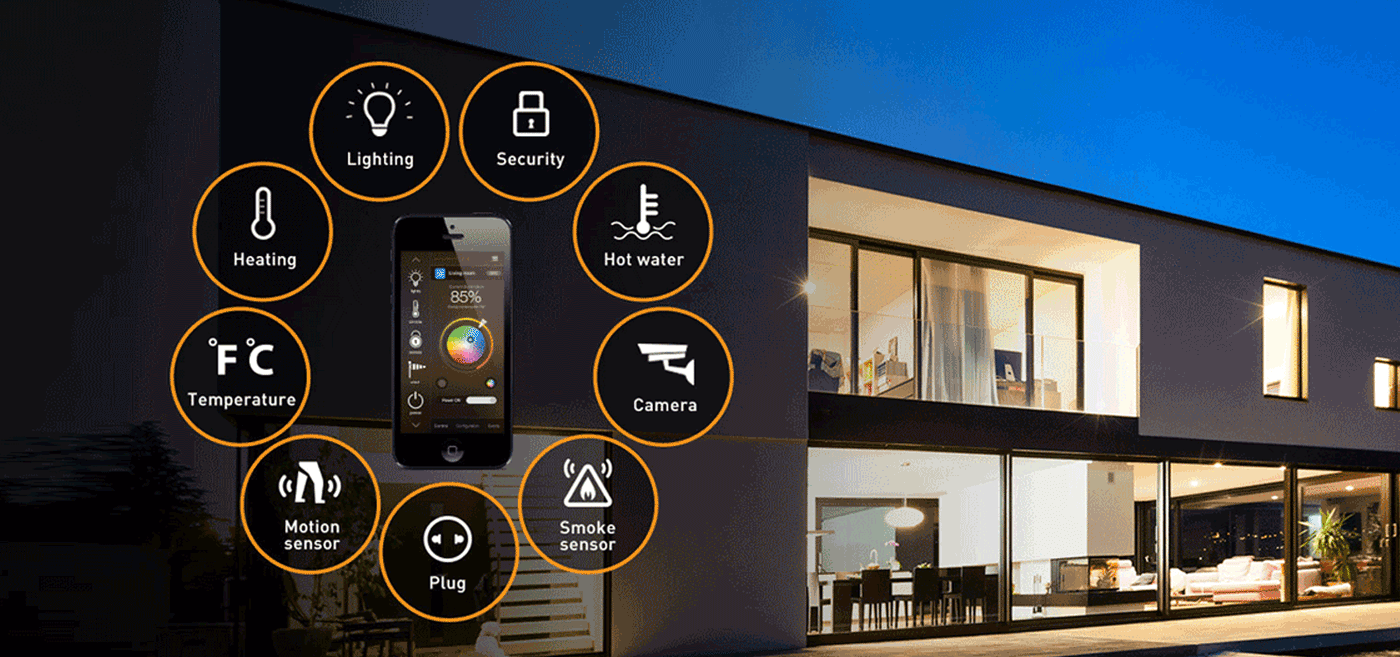 Lighting
Security
Heating
Hot water
85%
°F °C
Temperature
Camera
Motion
sensor
Smoke
sensor
Plug